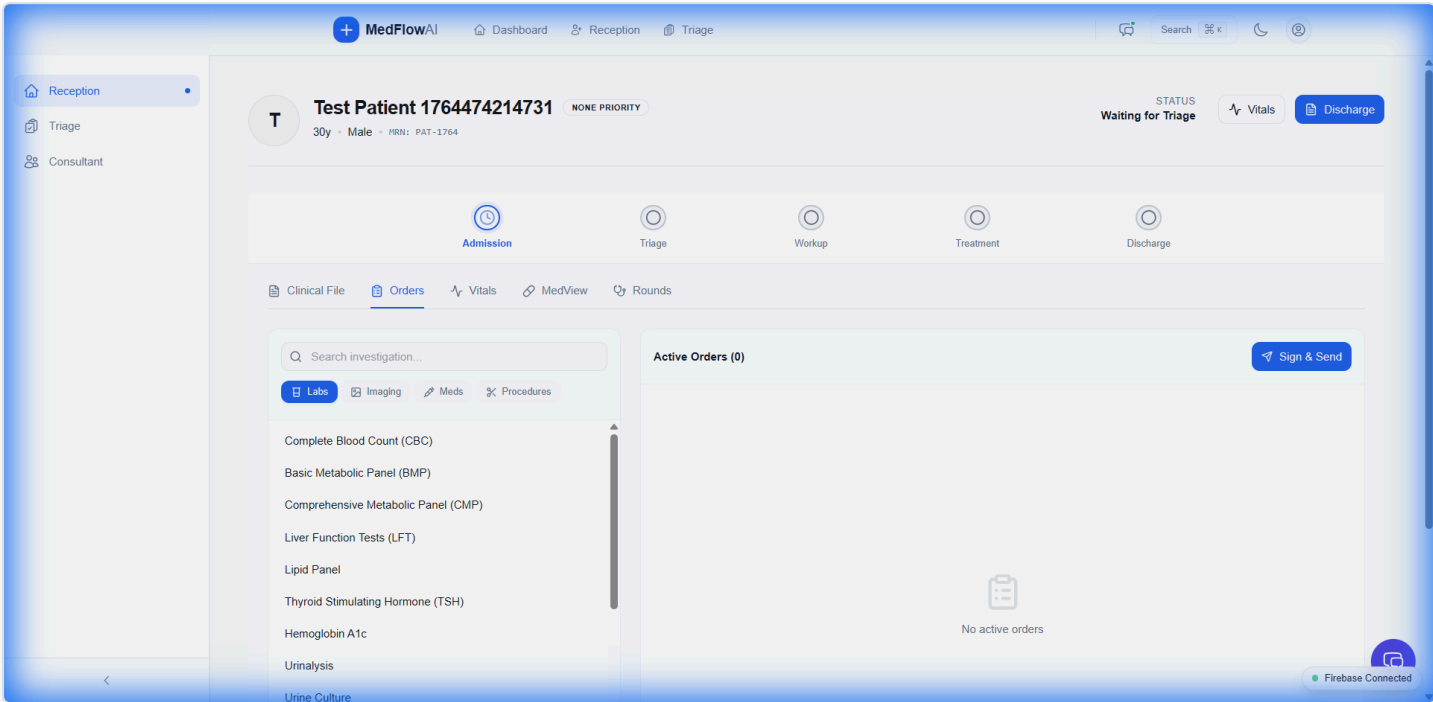 MedFlowAI
Dashboard
Reception
Triage
Search ⌘ K
Reception
Triage
Consultant
T
Test Patient 1764474214731
NONE PRIORITY
30y • Male • MRN: PAT-1764
STATUS
Waiting for Triage
Vitals
Discharge
Admission
Triage
Workup
Treatment
Discharge
Clinical File
Orders
Vitals
MedView
Rounds
Search investigation...
Labs
Imaging
Meds
Procedures
Complete Blood Count (CBC)
Basic Metabolic Panel (BMP)
Comprehensive Metabolic Panel (CMP)
Liver Function Tests (LFT)
Lipid Panel
Thyroid Stimulating Hormone (TSH)
Hemoglobin A1c
Urinalysis
Urine Culture
Active Orders (0)
Sign & Send
No active orders
Firebase Connected